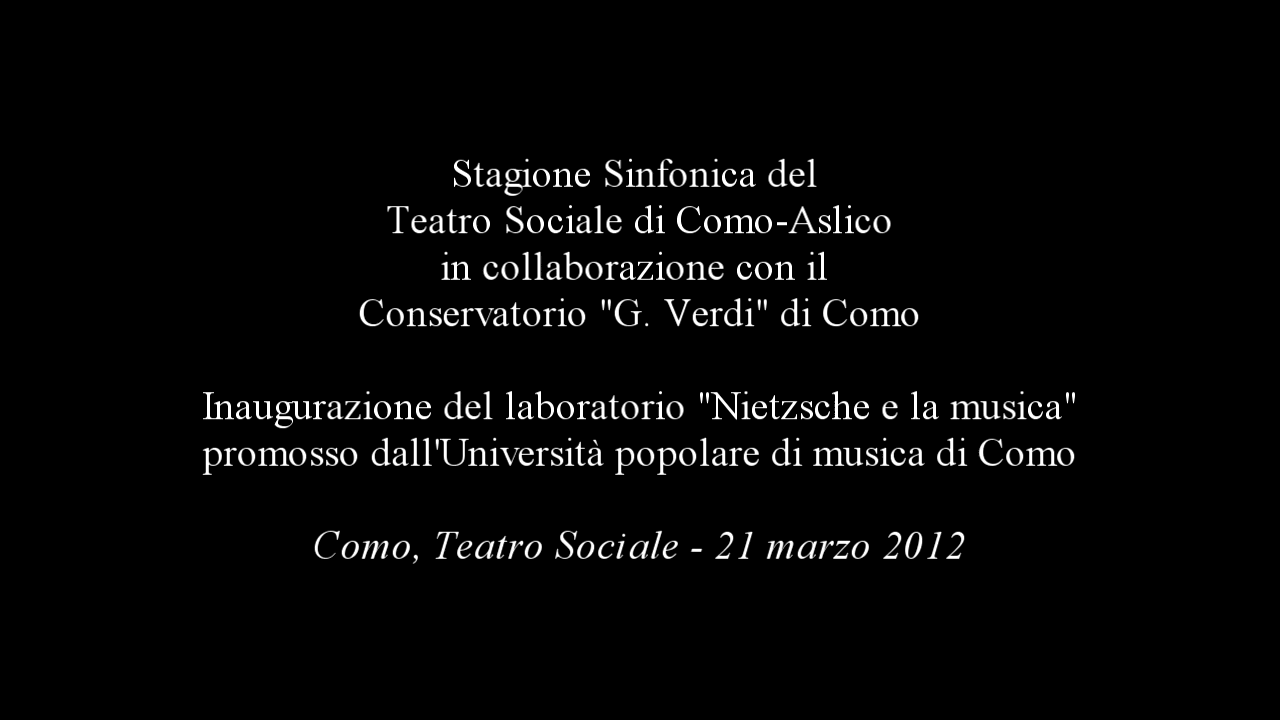 Stagione Sinfonica del
Teatro Sociale di Como-Aslico
in collaborazione con il
Conservatorio "G. Verdi" di Como
Inaugurazione del laboratorio "Nietzsche e la musica"
promosso dall'Università popolare di musica di Como
Como, Teatro Sociale - 21 marzo 2012